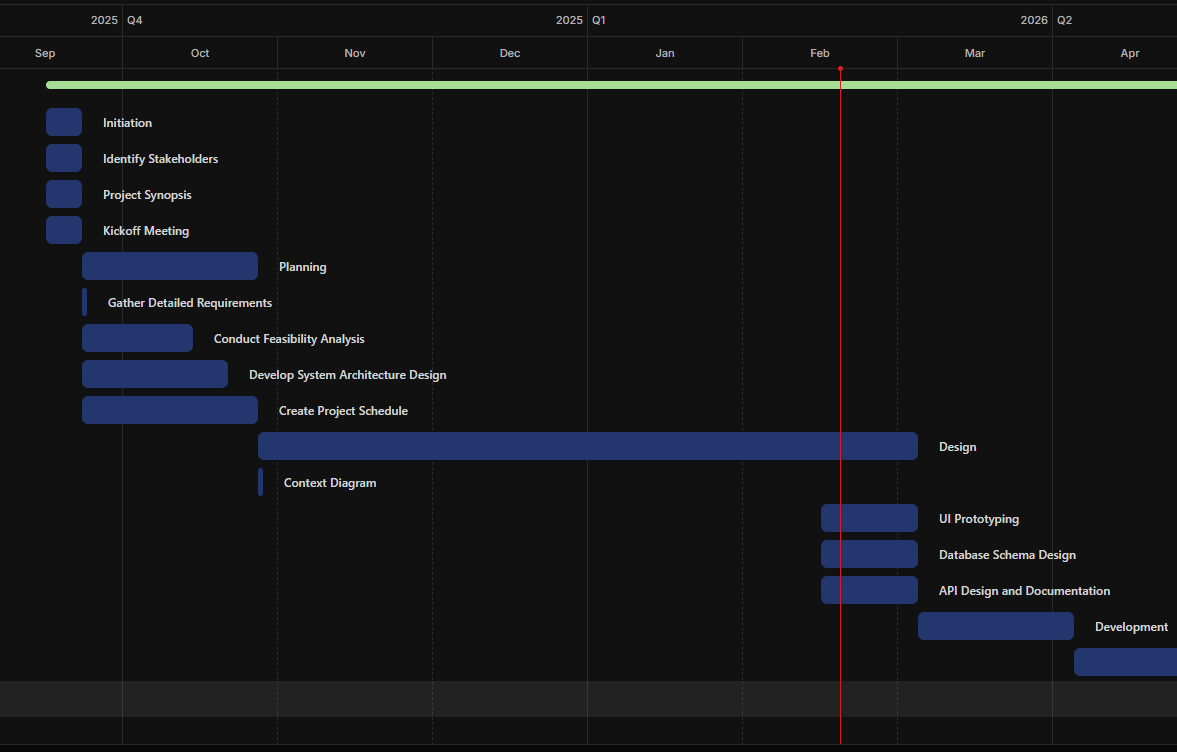 2025 Q4 2025 Q1 2026 Q2
Sep Oct Nov Dec Jan Feb Mar Apr
Initiation
Identify Stakeholders
Project Synopsis
Kickoff Meeting
Planning
Gather Detailed Requirements
Conduct Feasibility Analysis
Develop System Architecture Design
Create Project Schedule
Design
Context Diagram
UI Prototyping
Database Schema Design
API Design and Documentation
Development